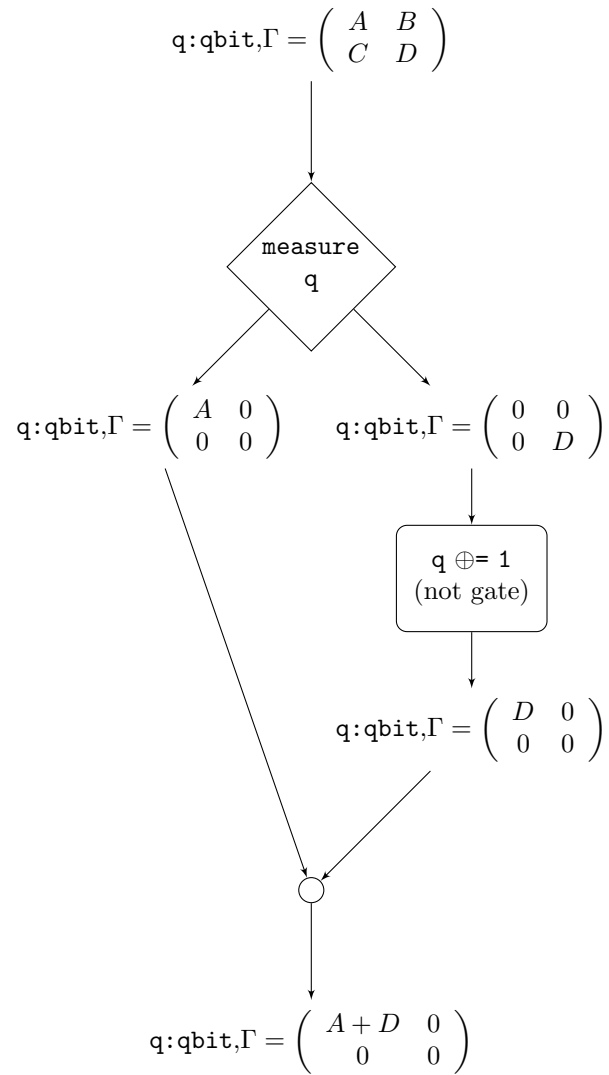 q:qbit,Γ = ( A B
C D )
measure
q
q:qbit,Γ = ( A 0
0 0 )
q:qbit,Γ = ( 0 0
0 D )
q ⊕= 1
(not gate)
q:qbit,Γ = ( D 0
0 0 )
q:qbit,Γ = ( A + D 0
0 0 )